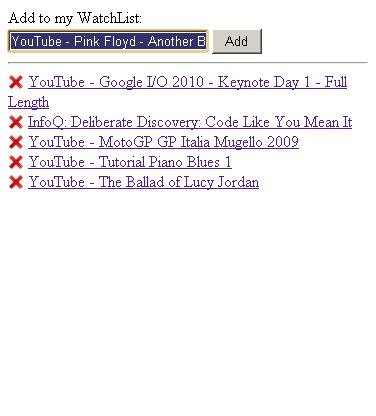 Add to my WatchList:
YouTube - Pink Floyd - Another B Add
YouTube - Google I/O 2010 - Keynote Day 1 - Full
Length
InfoQ: Deliberate Discovery: Code Like You Mean It
YouTube - MotoGP GP Italia Mugello 2009
YouTube - Tutorial Piano Blues 1
YouTube - The Ballad of Lucy Jordan